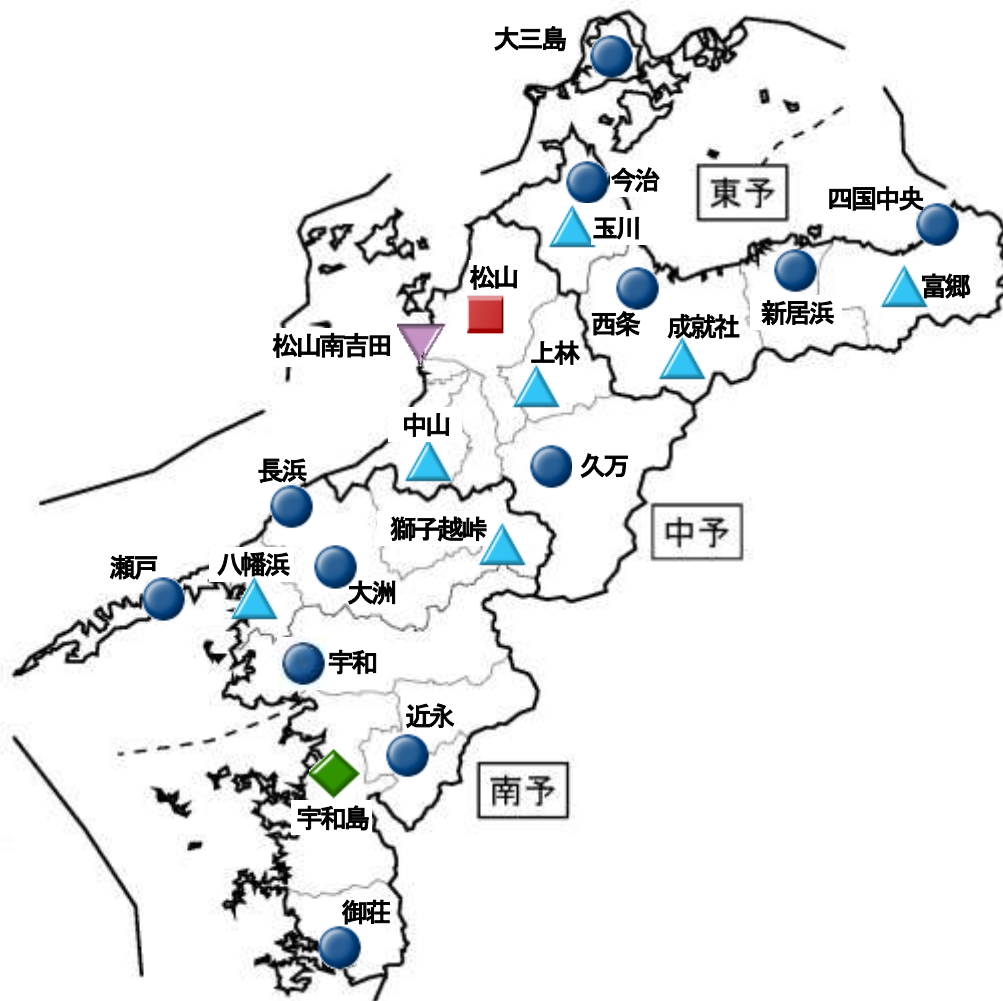 大三島
今治
玉川
東予
四国中央
松山
富郷
新居浜
西条
成就社
松山南吉田
上林
中山
久万
長浜
獅子越峠
中予
瀬戸
八幡浜
大洲
宇和
近永
南予
宇和島
御荘